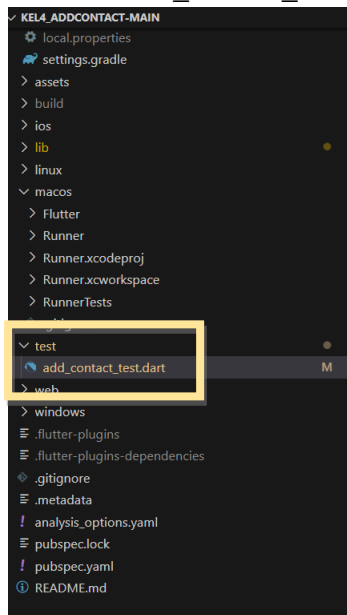 KEL4_ADDCONTACT-MAIN
local.properties
settings.gradle
assets
build
ios
lib
linux
macos
Flutter
Runner
Runner.xcodeproj
Runner.xcworkspace
RunnerTests
test
add_contact_test.dart M
web
windows
.flutter-plugins
.flutter-plugins-dependencies
.gitignore
.metadata
! analysis_options.yaml
pubspec.lock
! pubspec.yaml
README.md